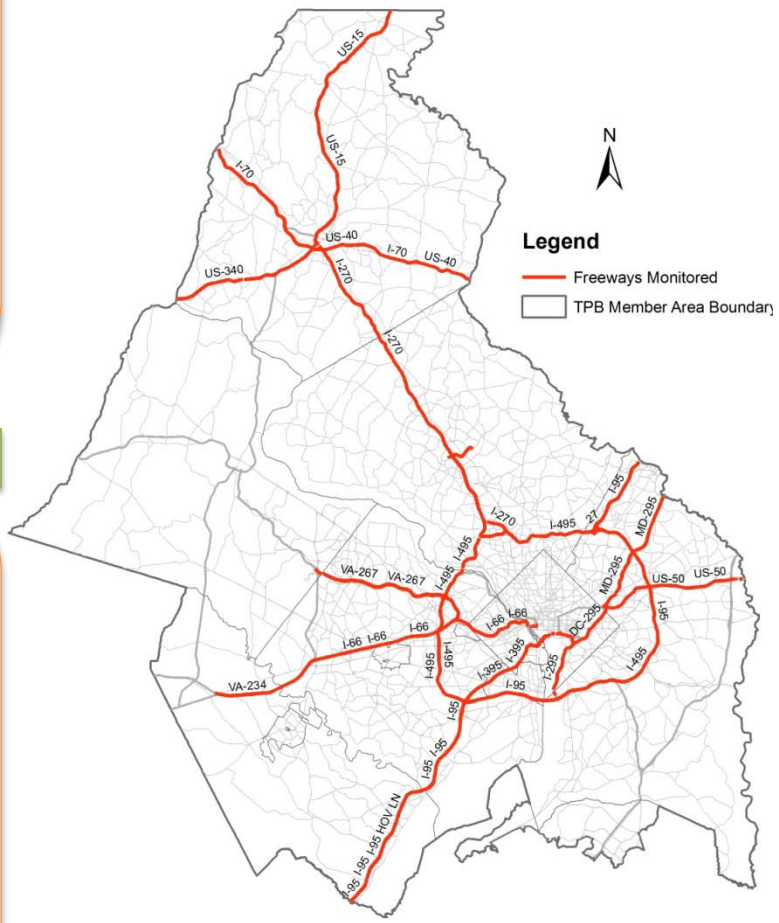 US-15
US-15
I-70
US-40
I-70
US-40
US-340
I-270
I-270
N
Legend
Freeways Monitored
TPB Member Area Boundary
I-95
27
I-270
I-495
MD-295
I-495
I-495
VA-267
VA-267
MD-295
US-50
US-50
I-66
I-66
I-66
I-66
I-66
DC-295
I-95
I-495
I-395
I-395
I-295
I-495
VA-234
I-95
I-95
I-95
I-95
I-95 HOV LN
I-95
I-95